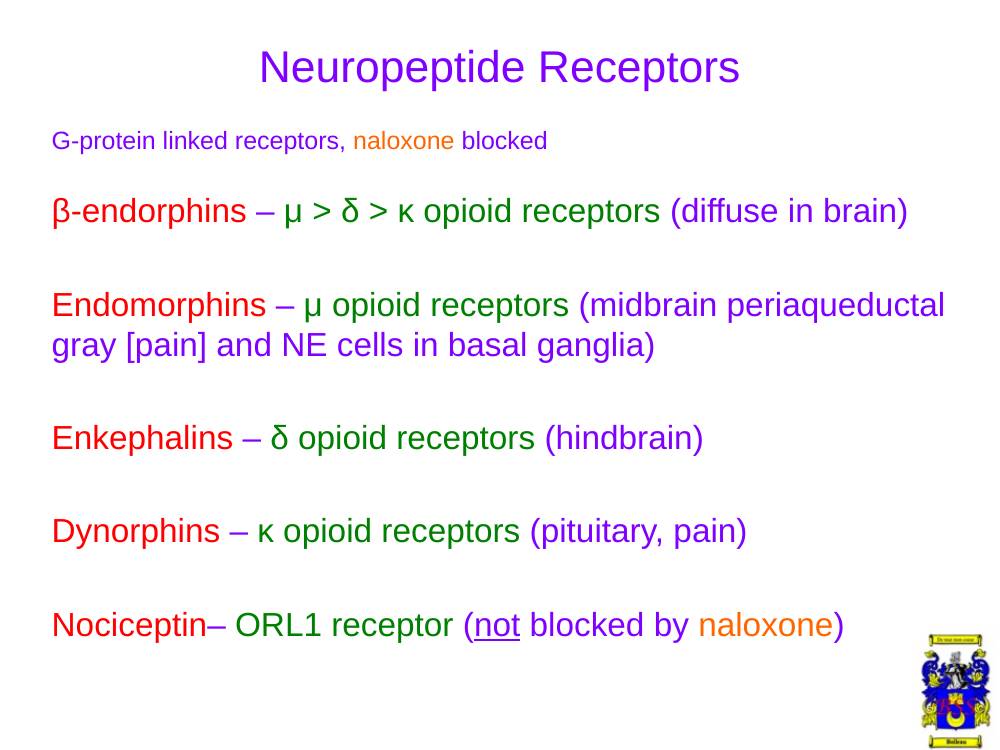 Neuropeptide Receptors
G-protein linked receptors, naloxone blocked
β-endorphins – μ > δ > κ opioid receptors (diffuse in brain)
Endomorphins – μ opioid receptors (midbrain periaqueductal
gray [pain] and NE cells in basal ganglia)
Enkephalins – δ opioid receptors (hindbrain)
Dynorphins – κ opioid receptors (pituitary, pain)
Nociceptin– ORL1 receptor (not blocked by naloxone)